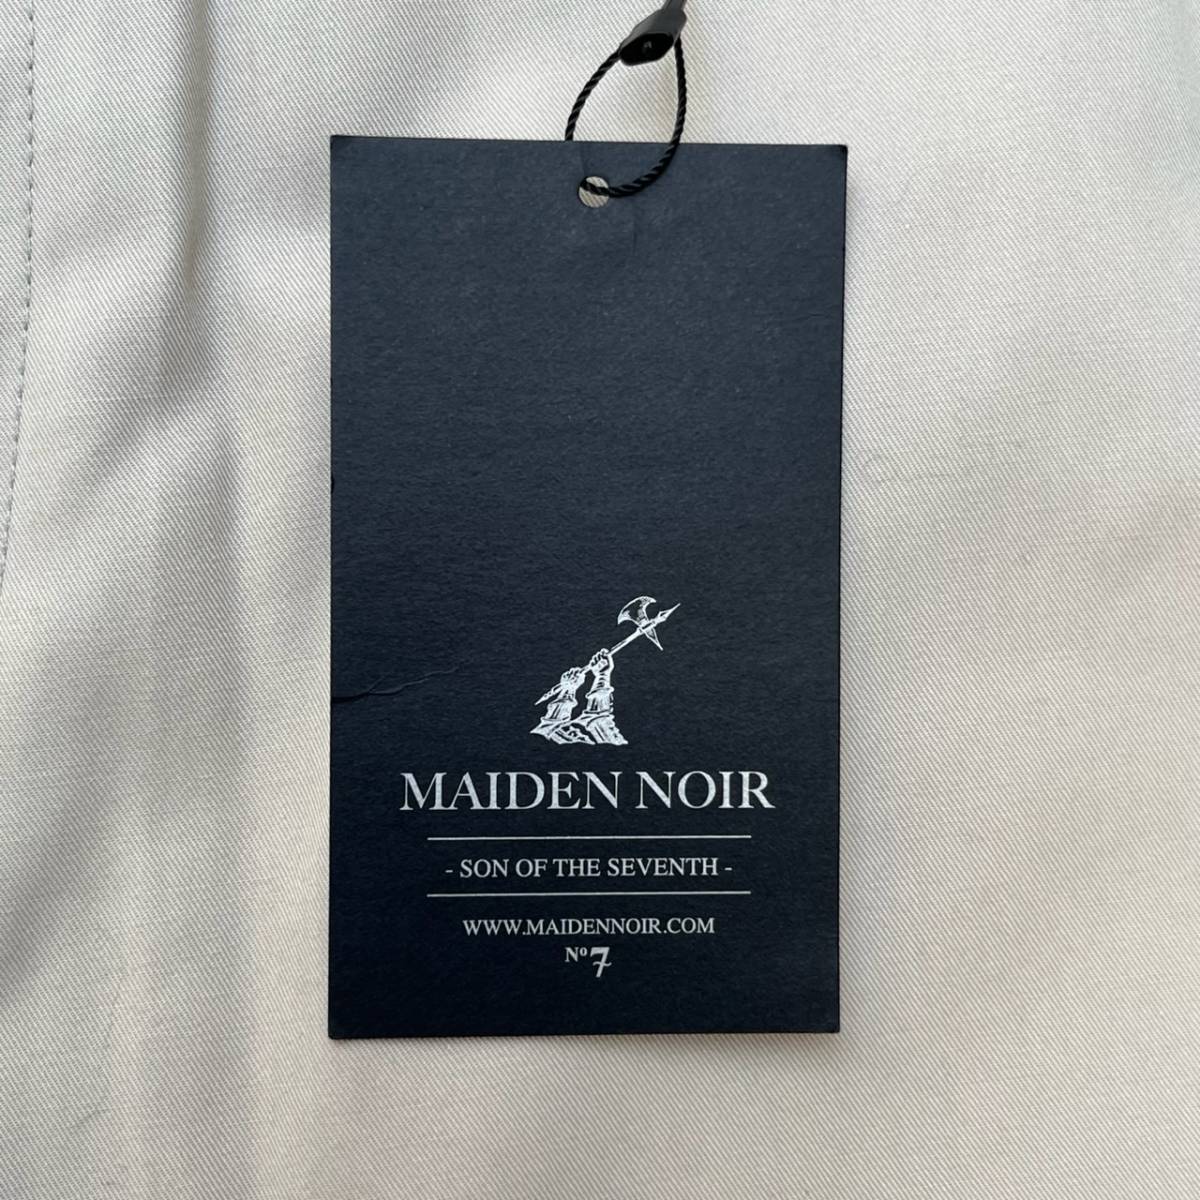 MAIDEN NOIR
- SON OF THE SEVENTH -
WWW.MAIDENNOIR.COM
Nº7